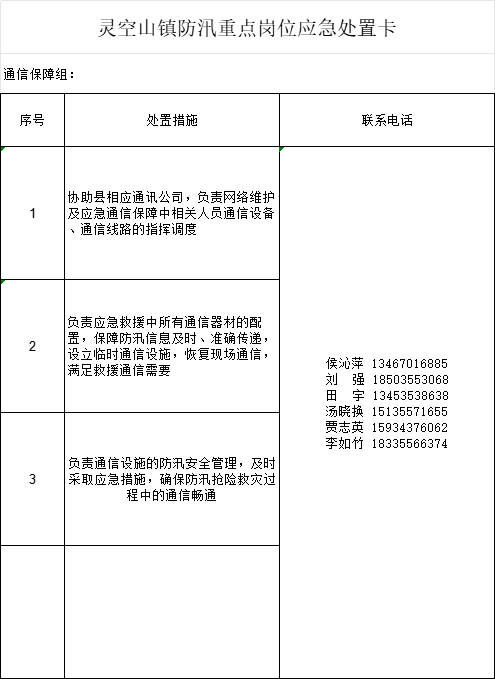 灵空山镇防汛重点岗位应急处置卡
通信保障组：
序号
处置措施
联系电话
1
协助县相应通讯公司，负责网络维护
及应急通信保障中相关人员通信设备
、通信线路的指挥调度
2
负责应急救援中所有通信器材的配
置，保障防汛信息及时、准确传递，
设立临时通信设施，恢复现场通信，
满足救援通信需要
3
负责通信设施的防汛安全管理，及时
采取应急措施，确保防汛抢险救灾过
程中的通信畅通
侯沁萍 13467016885
刘　强 18503553068
田　宇 13453538638
汤晓换 15135571655
贾志英 15934376062
李如竹 18335566374